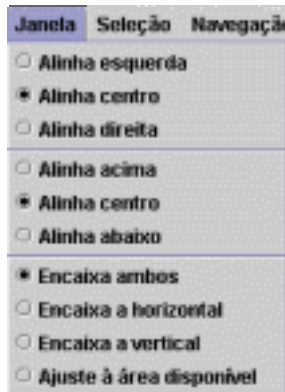 Janela Seleção Navegaçã
Alinha esquerda
Alinha centro
Alinha direita
Alinha acima
Alinha centro
Alinha abaixo
Encaixa ambos
Encaixa a horizontal
Encaixa a vertical
Ajuste à área disponível